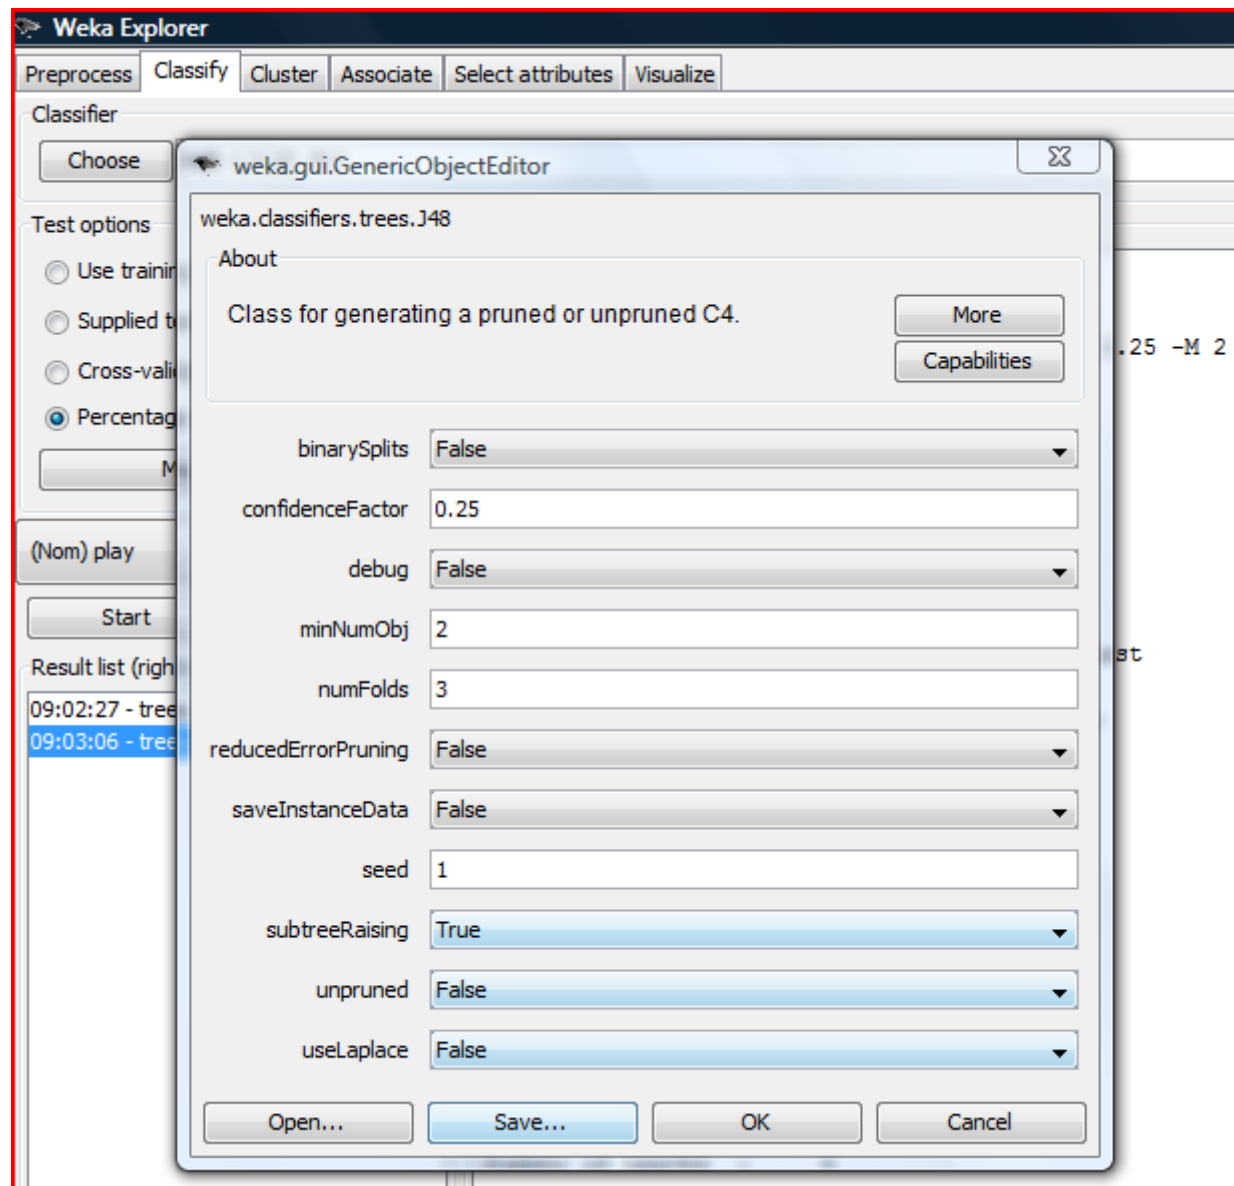 Weka Explorer
Preprocess Classify Cluster Associate Select attributes Visualize
Classifier
Choose
weka.gui.GenericObjectEditor
weka.classifiers.trees.J48
Test options
About
Use trainin
Class for generating a pruned or unpruned C4.
More
Supplied t
.25 -M 2
Capabilities
Cross-vali
Percentag
M
binarySplits False
confidenceFactor 0.25
(Nom) play
debug False
Start
minNumObj 2
st
Result list (righ
numFolds 3
09:02:27 - tree
09:03:06 - tree
reducedErrorPruning False
saveInstanceData False
seed 1
subtreeRaising True
unpruned False
useLaplace False
Open... Save... OK Cancel